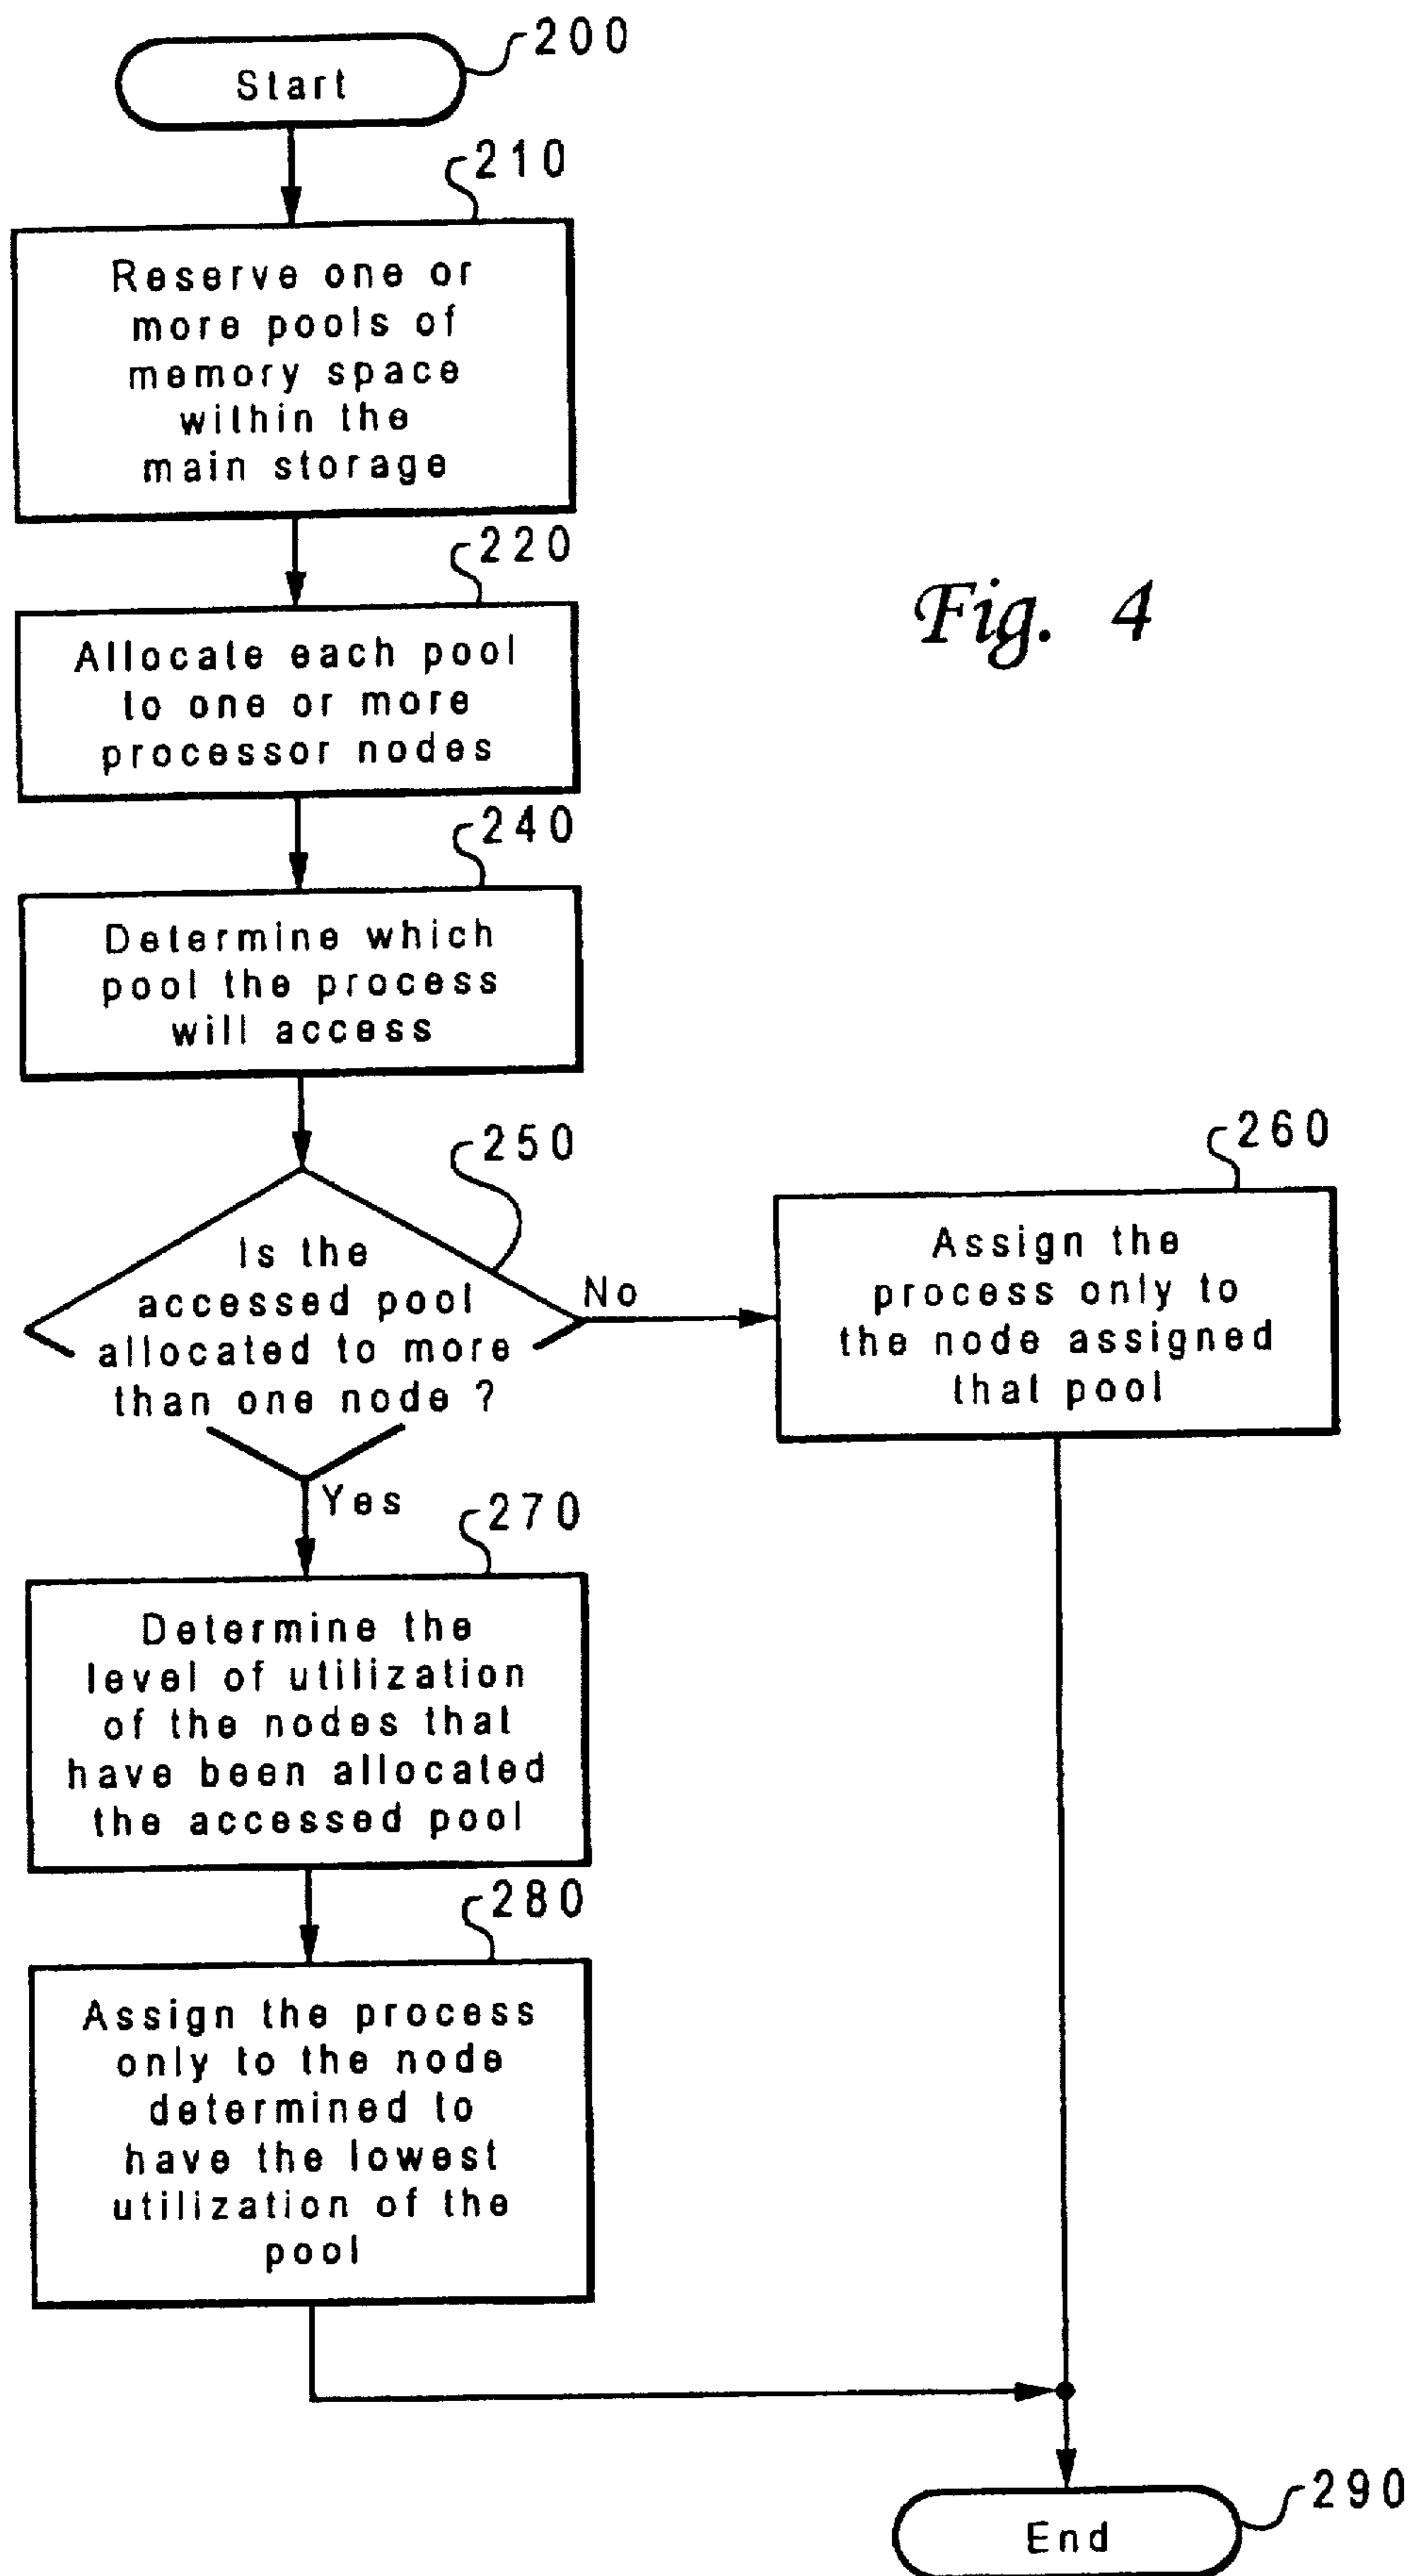 200
Start
210
Reserve one or
more pools of
memory space
within the
main storage
220
Allocate each pool
to one or more
processor nodes
Fig. 4
240
Determine which
pool the process
will access
250
Is the
accessed pool
allocated to more
than one node ?
No
260
Assign the
process only to
the node assigned
that pool
Yes
270
Determine the
level of utilization
of the nodes that
have been allocated
the accessed pool
280
Assign the process
only to the node
determined to
have the lowest
utilization of the
pool
290
End